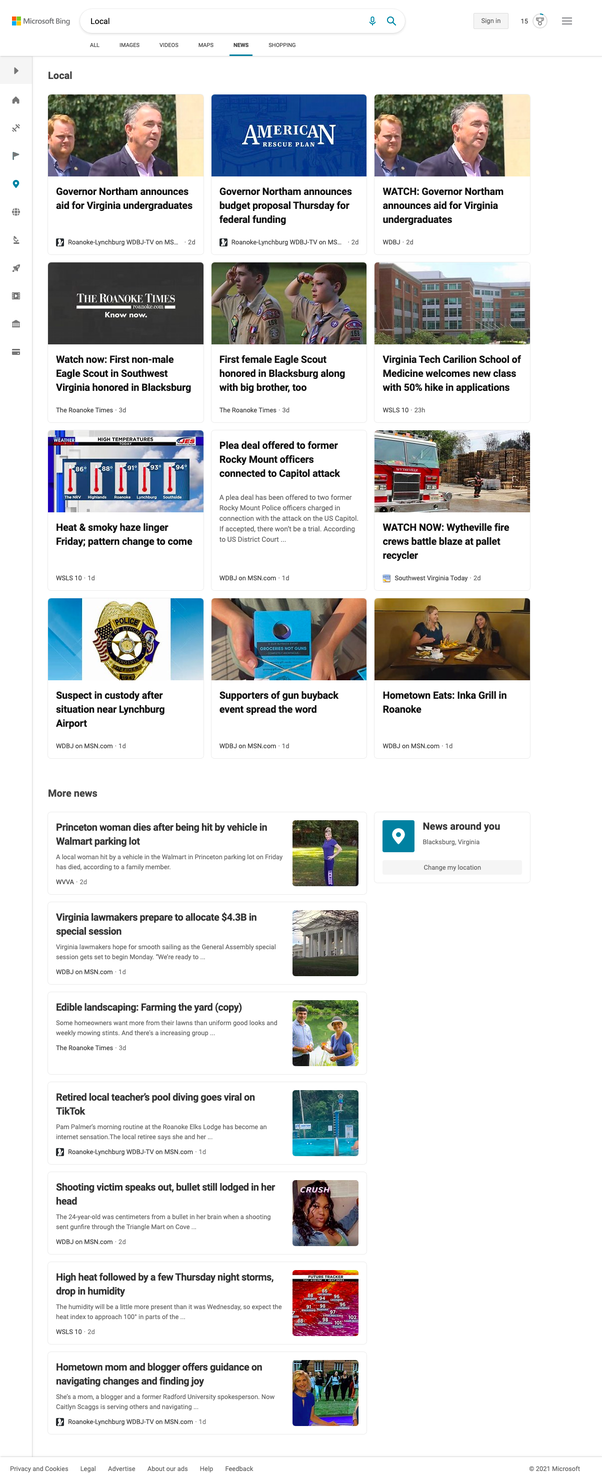 Microsoft Bing
Local
Sign in
15
ALL IMAGES VIDEOS MAPS NEWS SHOPPING
Local
Governor Northam announces
aid for Virginia undergraduates
Roanoke-Lynchburg WDBJ-TV on MS... · 2d
AMERICAN
RESCUE PLAN
Governor Northam announces
budget proposal Thursday for
federal funding
Roanoke-Lynchburg WDBJ-TV on MS... · 2d
WATCH: Governor Northam
announces aid for Virginia
undergraduates
WDBJ · 2d
THE ROANOKE TIMES
roanoke.com
Know now.
Watch now: First non-male
Eagle Scout in Southwest
Virginia honored in Blacksburg
The Roanoke Times · 3d
First female Eagle Scout
honored in Blacksburg along
with big brother, too
The Roanoke Times · 3d
Virginia Tech Carilion School of
Medicine welcomes new class
with 50% hike in applications
WSLS 10 · 23h
WEATHER
HIGH TEMPERATURES
TODAY
86° 88° 91° 93° 94°
The NRV Highlands Roanoke Lynchburg Southside
Heat & smoky haze linger
Friday; pattern change to come
WSLS 10 · 1d
Plea deal offered to former
Rocky Mount officers
connected to Capitol attack
A plea deal has been offered to two former
Rocky Mount Police officers charged in
connection with the attack on the US Capitol.
If accepted, there won't be a trial. According
to US District Court ...
WDBJ on MSN.com · 1d
WATCH NOW: Wytheville fire
crews battle blaze at pallet
recycler
Southwest Virginia Today · 2d
POLICE
Suspect in custody after
situation near Lynchburg
Airport
WDBJ on MSN.com · 1d
GROCERIES NOT GUNS
Supporters of gun buyback
event spread the word
WDBJ on MSN.com · 1d
Hometown Eats: Inka Grill in
Roanoke
WDBJ on MSN.com · 1d
More news
Princeton woman dies after being hit by vehicle in
Walmart parking lot
A local woman hit by a vehicle in the Walmart in Princeton parking lot on Friday
has died, according to a family member.
WVVA · 2d
News around you
Blacksburg, Virginia
Change my location
Virginia lawmakers prepare to allocate $4.3B in
special session
Virginia lawmakers hope for smooth sailing as the General Assembly special
session gets set to begin Monday. "We're ready to ...
WDBJ on MSN.com · 1d
Edible landscaping: Farming the yard (copy)
Some homeowners want more from their lawns than uniform good looks and
weekly mowing stints. And there's a increasing group ...
The Roanoke Times · 3d
Retired local teacher's pool diving goes viral on
TikTok
Pam Palmer's morning routine at the Roanoke Elks Lodge has become an
internet sensation.The local retiree says she and her ...
Roanoke-Lynchburg WDBJ-TV on MSN.com · 1d
Shooting victim speaks out, bullet still lodged in her
head
The 24-year-old was centimeters from a bullet in her brain when a shooting
sent gunfire through the Triangle Mart on Cove ...
WDBJ on MSN.com · 2d
CRUSH
High heat followed by a few Thursday night storms,
drop in humidity
The humidity will be a little more present than it was Wednesday, so expect the
heat index to approach 100° in parts of the ...
WSLS 10 · 2d
FUTURE TRACKER
Hometown mom and blogger offers guidance on
navigating changes and finding joy
She's a mom, a blogger and a former Radford University spokesperson. Now
Caitlyn Scaggs is serving others and navigating ...
Roanoke-Lynchburg WDBJ-TV on MSN.com · 1d
Privacy and Cookies Legal Advertise About our ads Help Feedback
© 2021 Microsoft